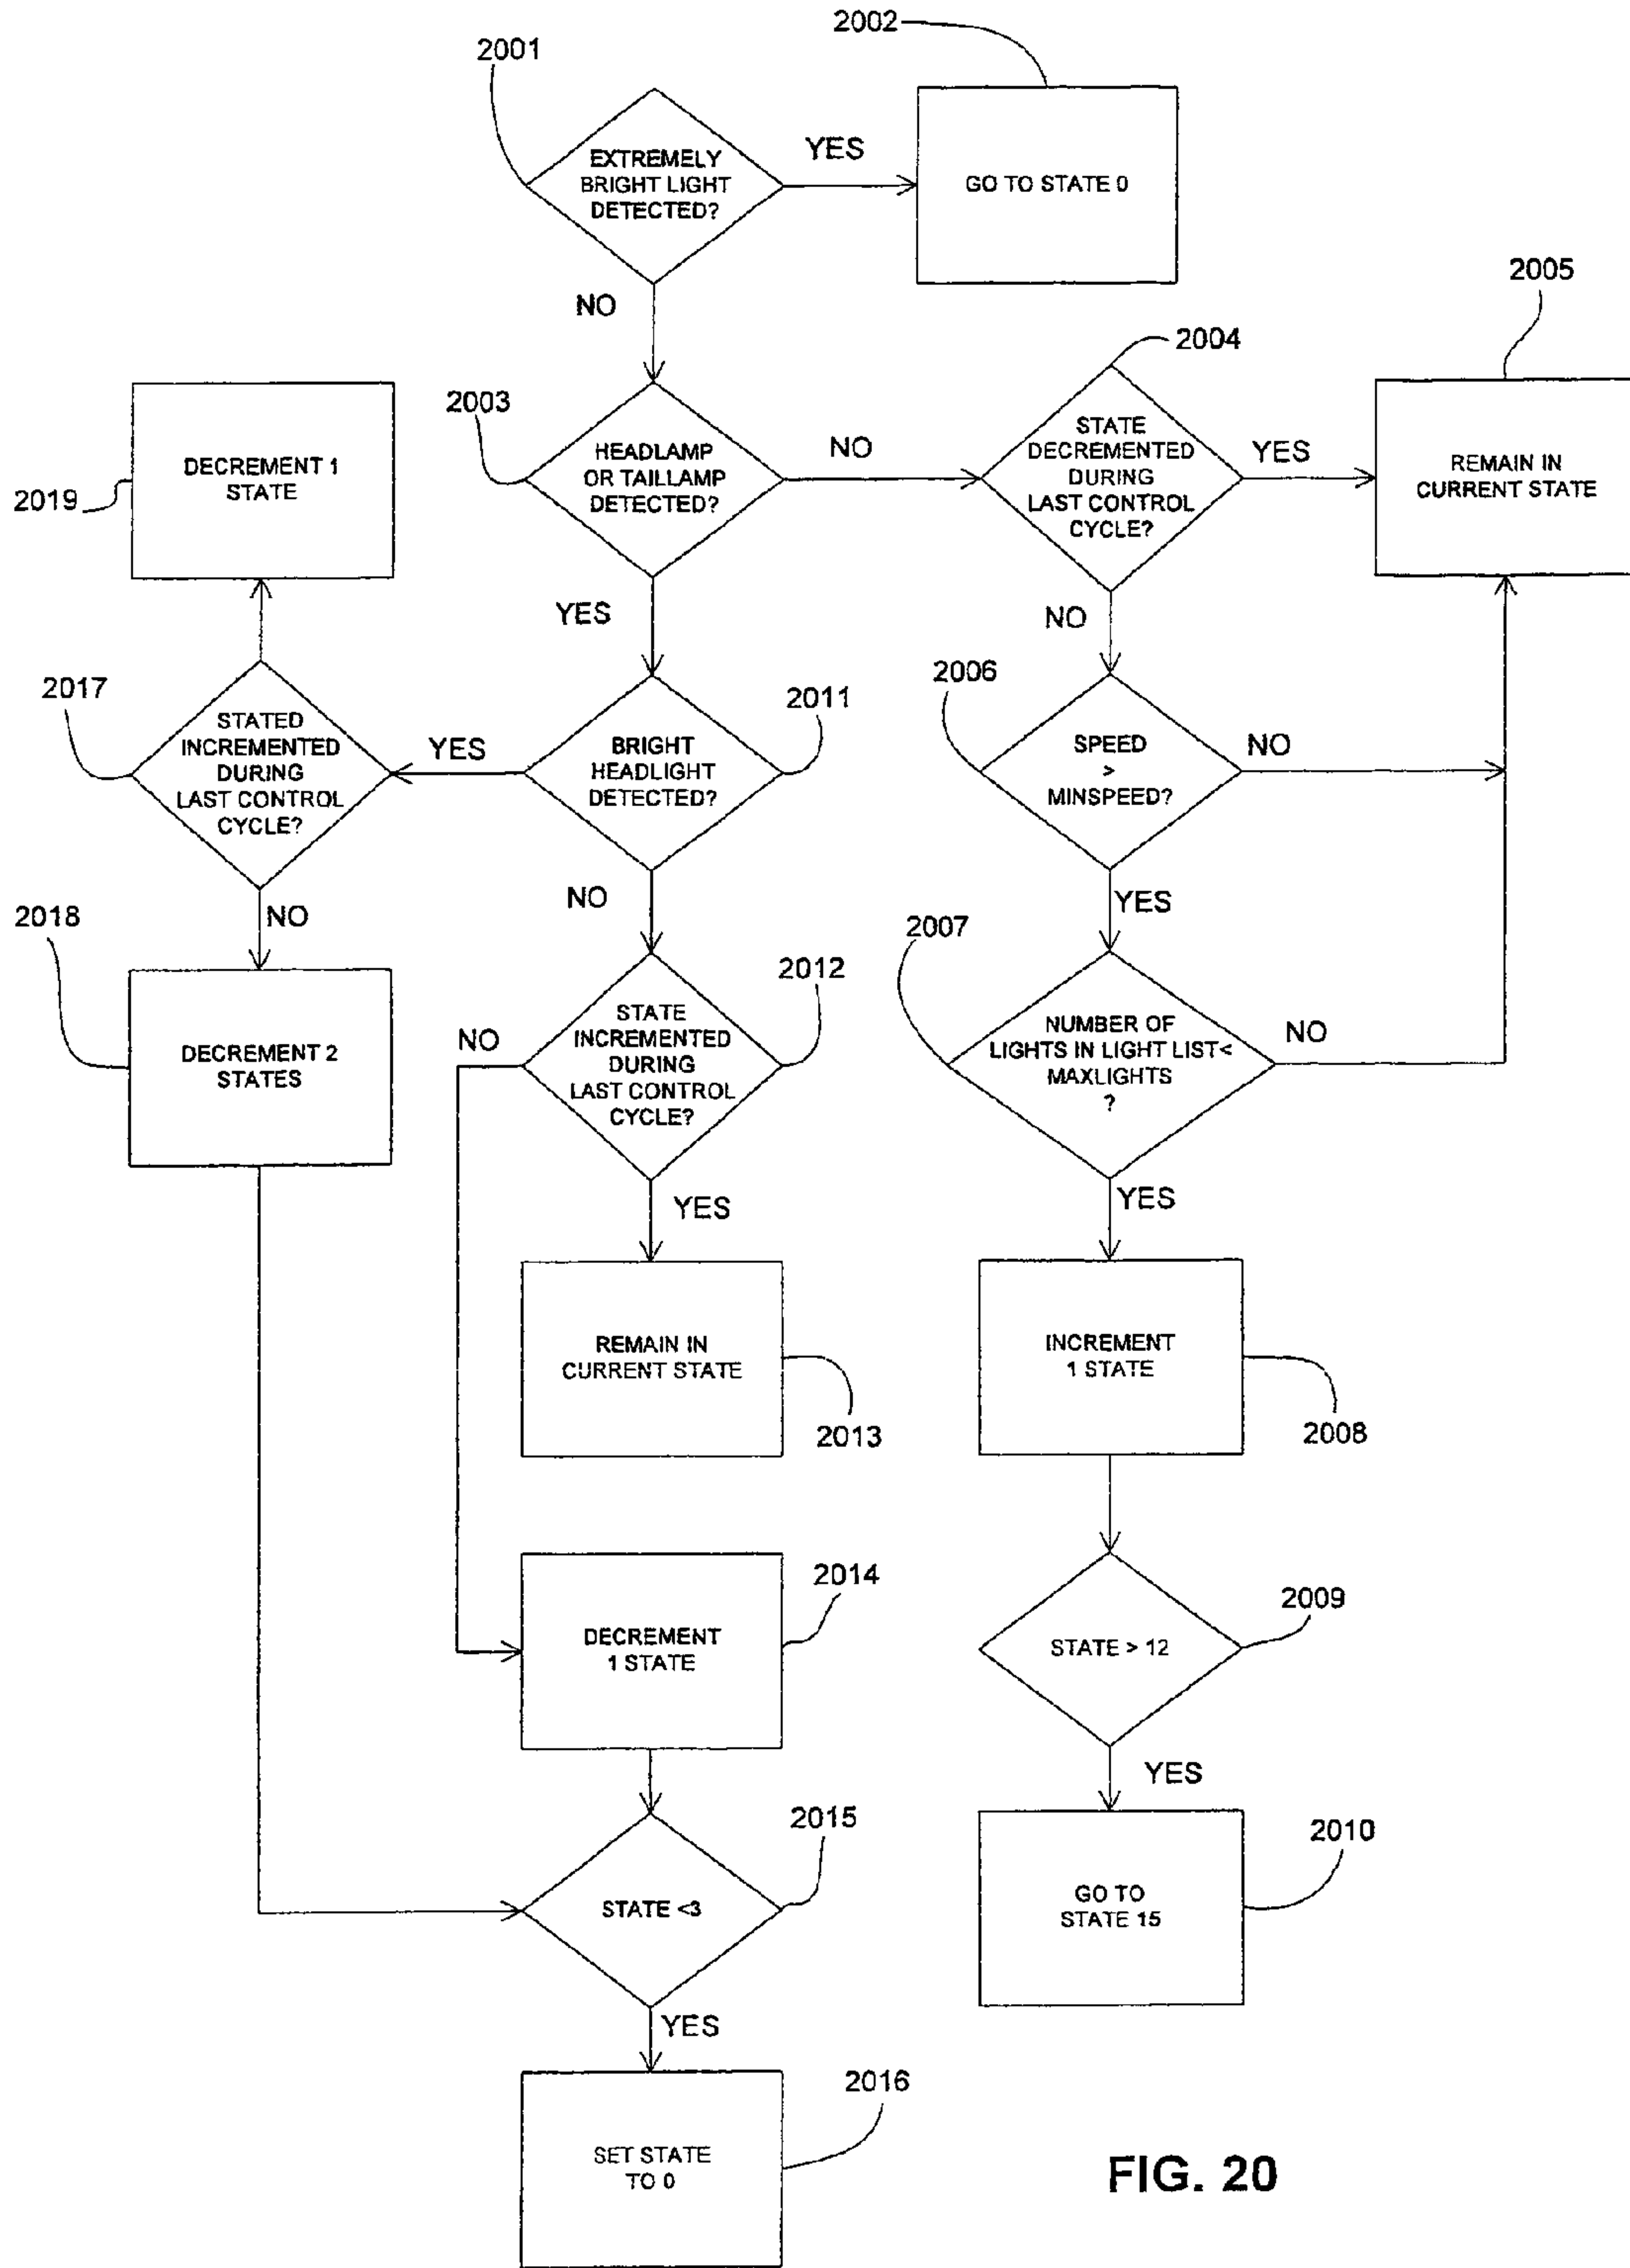 2001
2002
EXTREMELY
BRIGHT LIGHT
DETECTED?
YES
GO TO STATE 0
NO
2003
HEADLAMP
OR TAILLAMP
DETECTED?
NO
2004
STATE
DECREMENTED
DURING
LAST CONTROL
CYCLE?
YES
2005
REMAIN IN
CURRENT STATE
DECREMENT 1
STATE
2019
YES
NO
2017
STATED
INCREMENTED
DURING
LAST CONTROL
CYCLE?
YES
BRIGHT
HEADLIGHT
DETECTED?
2011
2006
SPEED
>
MINSPEED?
NO
NO
2018
DECREMENT 2
STATES
NO
YES
2007
NUMBER OF
LIGHTS IN LIGHT LIST<
MAXLIGHTS
?
NO
2012
STATE
INCREMENTED
DURING
LAST CONTROL
CYCLE?
NO
YES
YES
REMAIN IN
CURRENT STATE
2013
INCREMENT
1 STATE
2008
DECREMENT
1 STATE
2014
STATE > 12
2009
YES
2015
STATE <3
YES
GO TO
STATE 15
2010
SET STATE
TO 0
2016
FIG. 20